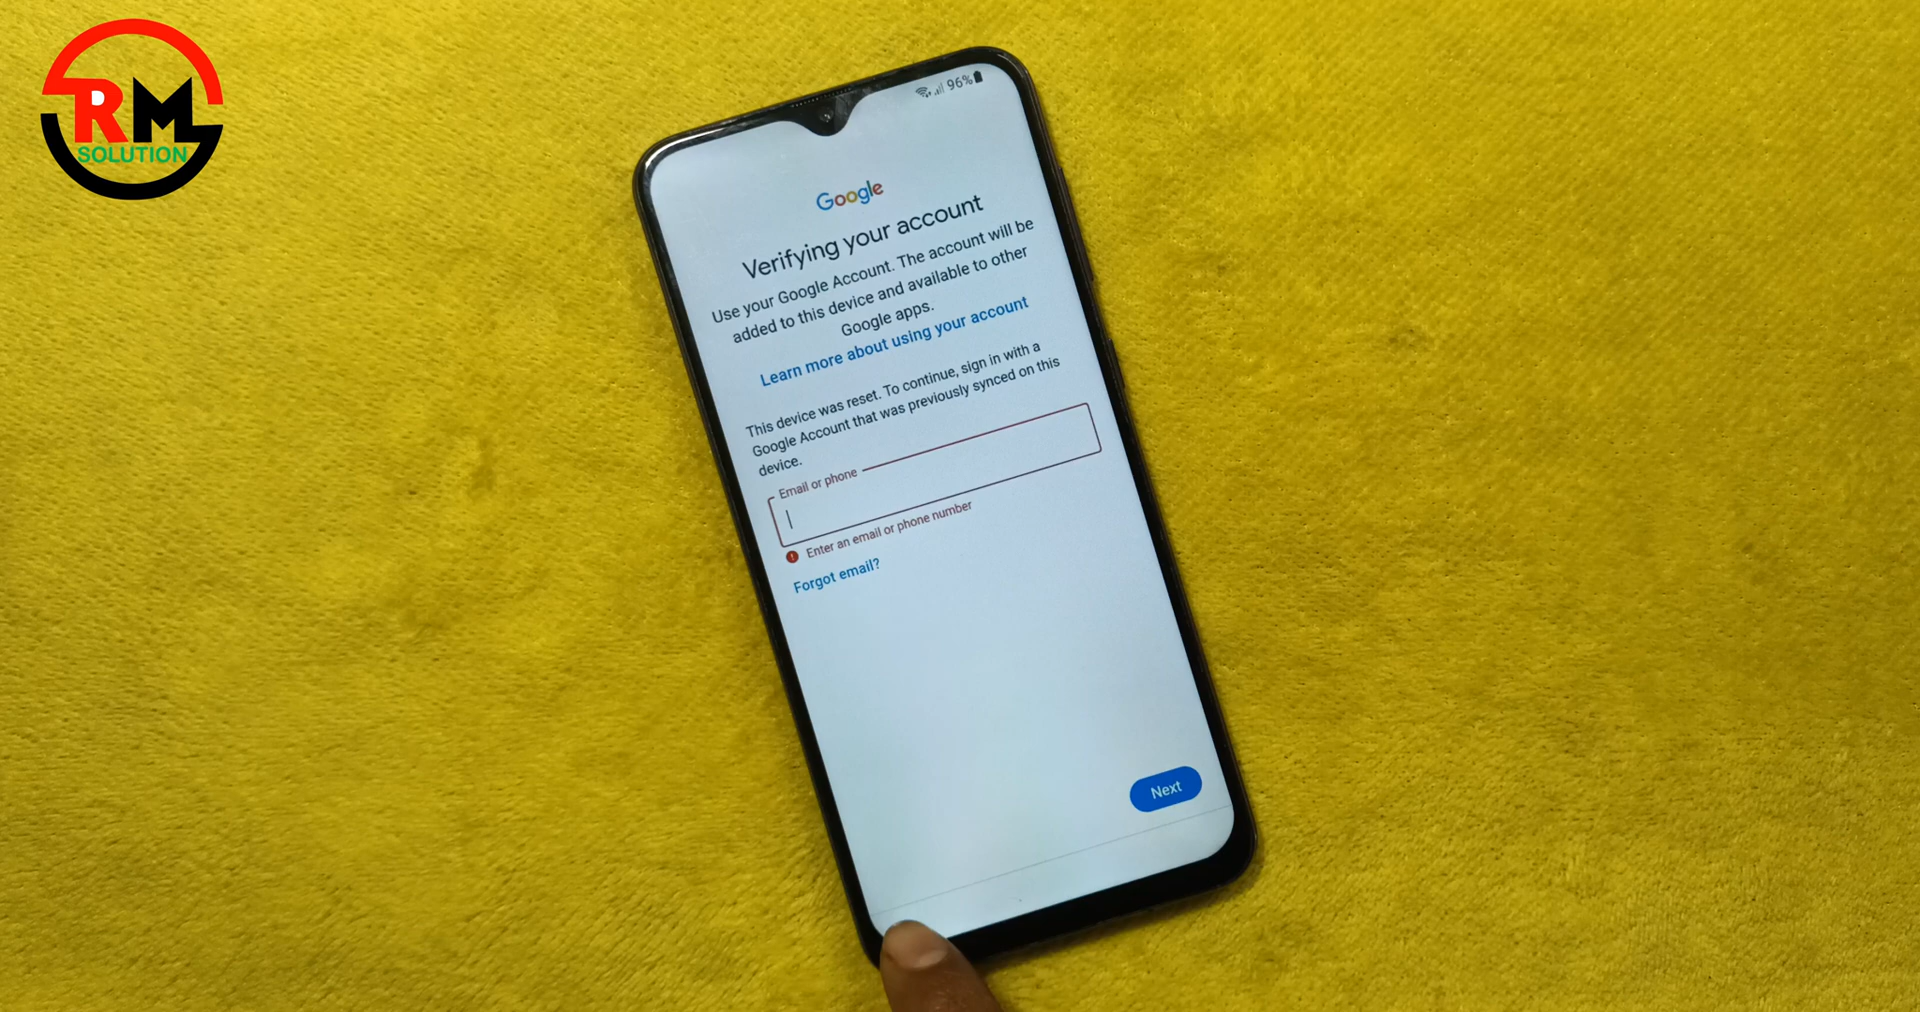 RM
SOLUTION
96%
Google
Verifying your account
Use your Google Account. The account will be
added to this device and available to other
Google apps.
Learn more about using your account
This device was reset. To continue, sign in with a
Google Account that was previously synced on this
device.
Email or phone
Enter an email or phone number
Forgot email?
Next